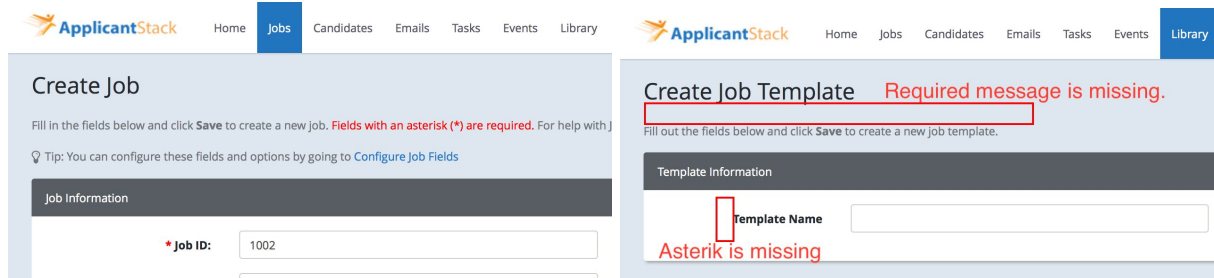 ApplicantStack Home Jobs Candidates Emails Tasks Events Library
Create Job
Fill in the fields below and click Save to create a new job. Fields with an asterisk (*) are required. For help with J
Tip: You can configure these fields and options by going to Configure Job Fields
Job Information
* Job ID: 1002
ApplicantStack Home Jobs Candidates Emails Tasks Events Library
Create Job Template Required message is missing.
Fill out the fields below and click Save to create a new job template.
Template Information
Template Name
Asterik is missing